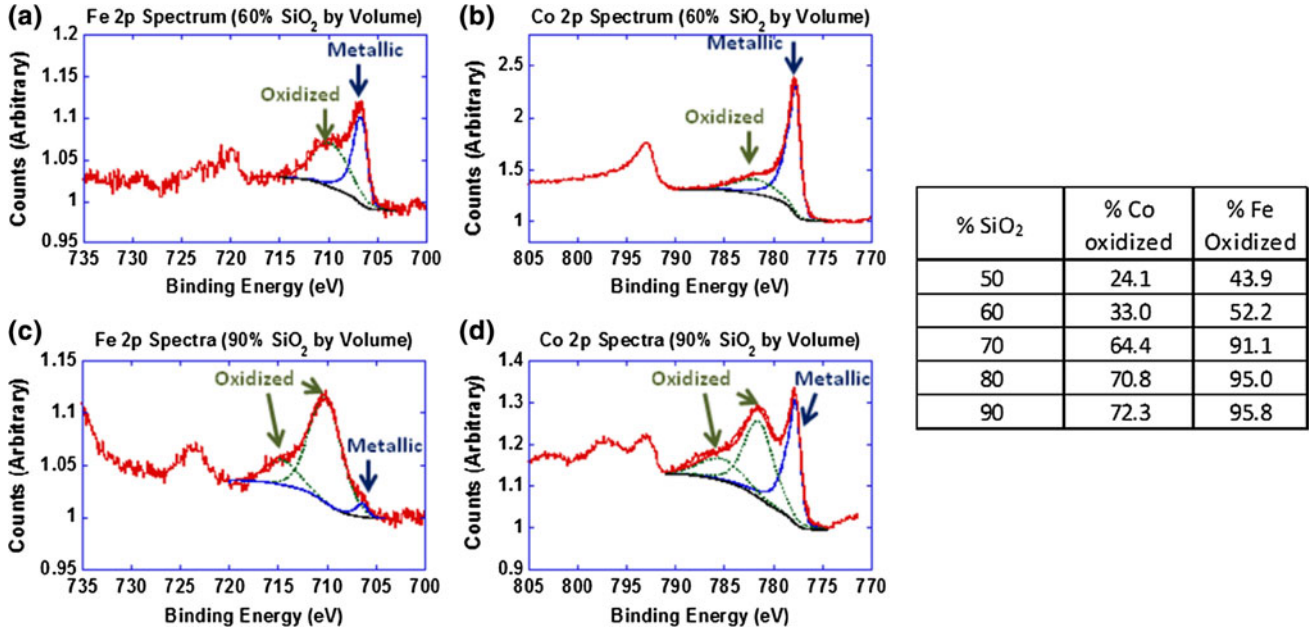 (a) Fe 2p Spectrum (60% SiO₂ by Volume)
Counts (Arbitrary)
1.2
1.15
1.1
1.05
1
0.95
Metallic
Oxidized
735 730 725 720 715 710 705 700
Binding Energy (eV)
(b) Co 2p Spectrum (60% SiO₂ by Volume)
Counts (Arbitrary)
2.5
2
1.5
1
Metallic
Oxidized
805 800 795 790 785 780 775 770
Binding Energy (eV)
(c) Fe 2p Spectra (90% SiO₂ by Volume)
Counts (Arbitrary)
1.15
1.1
1.05
1
0.95
Oxidized
Metallic
735 730 725 720 715 710 705 700
Binding Energy (eV)
(d) Co 2p Spectra (90% SiO₂ by Volume)
Counts (Arbitrary)
1.4
1.3
1.2
1.1
1
0.9
Oxidized
Metallic
805 800 795 790 785 780 775 770
Binding Energy (eV)
% SiO₂ % Co oxidized % Fe Oxidized
50 24.1 43.9
60 33.0 52.2
70 64.4 91.1
80 70.8 95.0
90 72.3 95.8